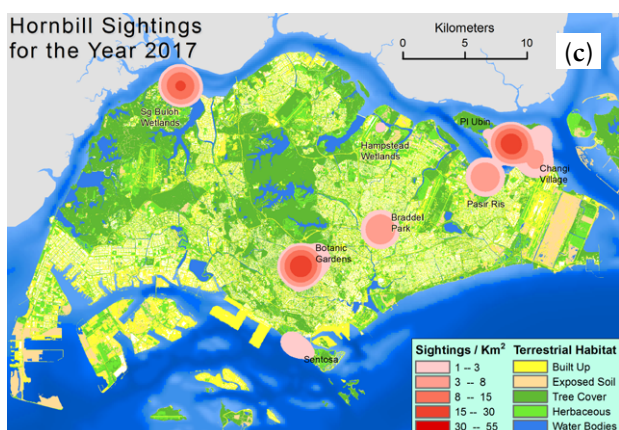 Hornbill Sightings
for the Year 2017
Kilometers
0 5 10
(c)
Sg Buloh
Wetlands
Pl Ubin
Hampstead
Wetlands
Changi
Village
Pasir Ris
Braddel
Park
Botanic
Gardens
Sentosa
Sightings / Km2 Terrestrial Habitat
1 -- 3 Built Up
3 -- 8 Exposed Soil
8 -- 15 Tree Cover
15 -- 30 Herbaceous
30 -- 55 Water Bodies